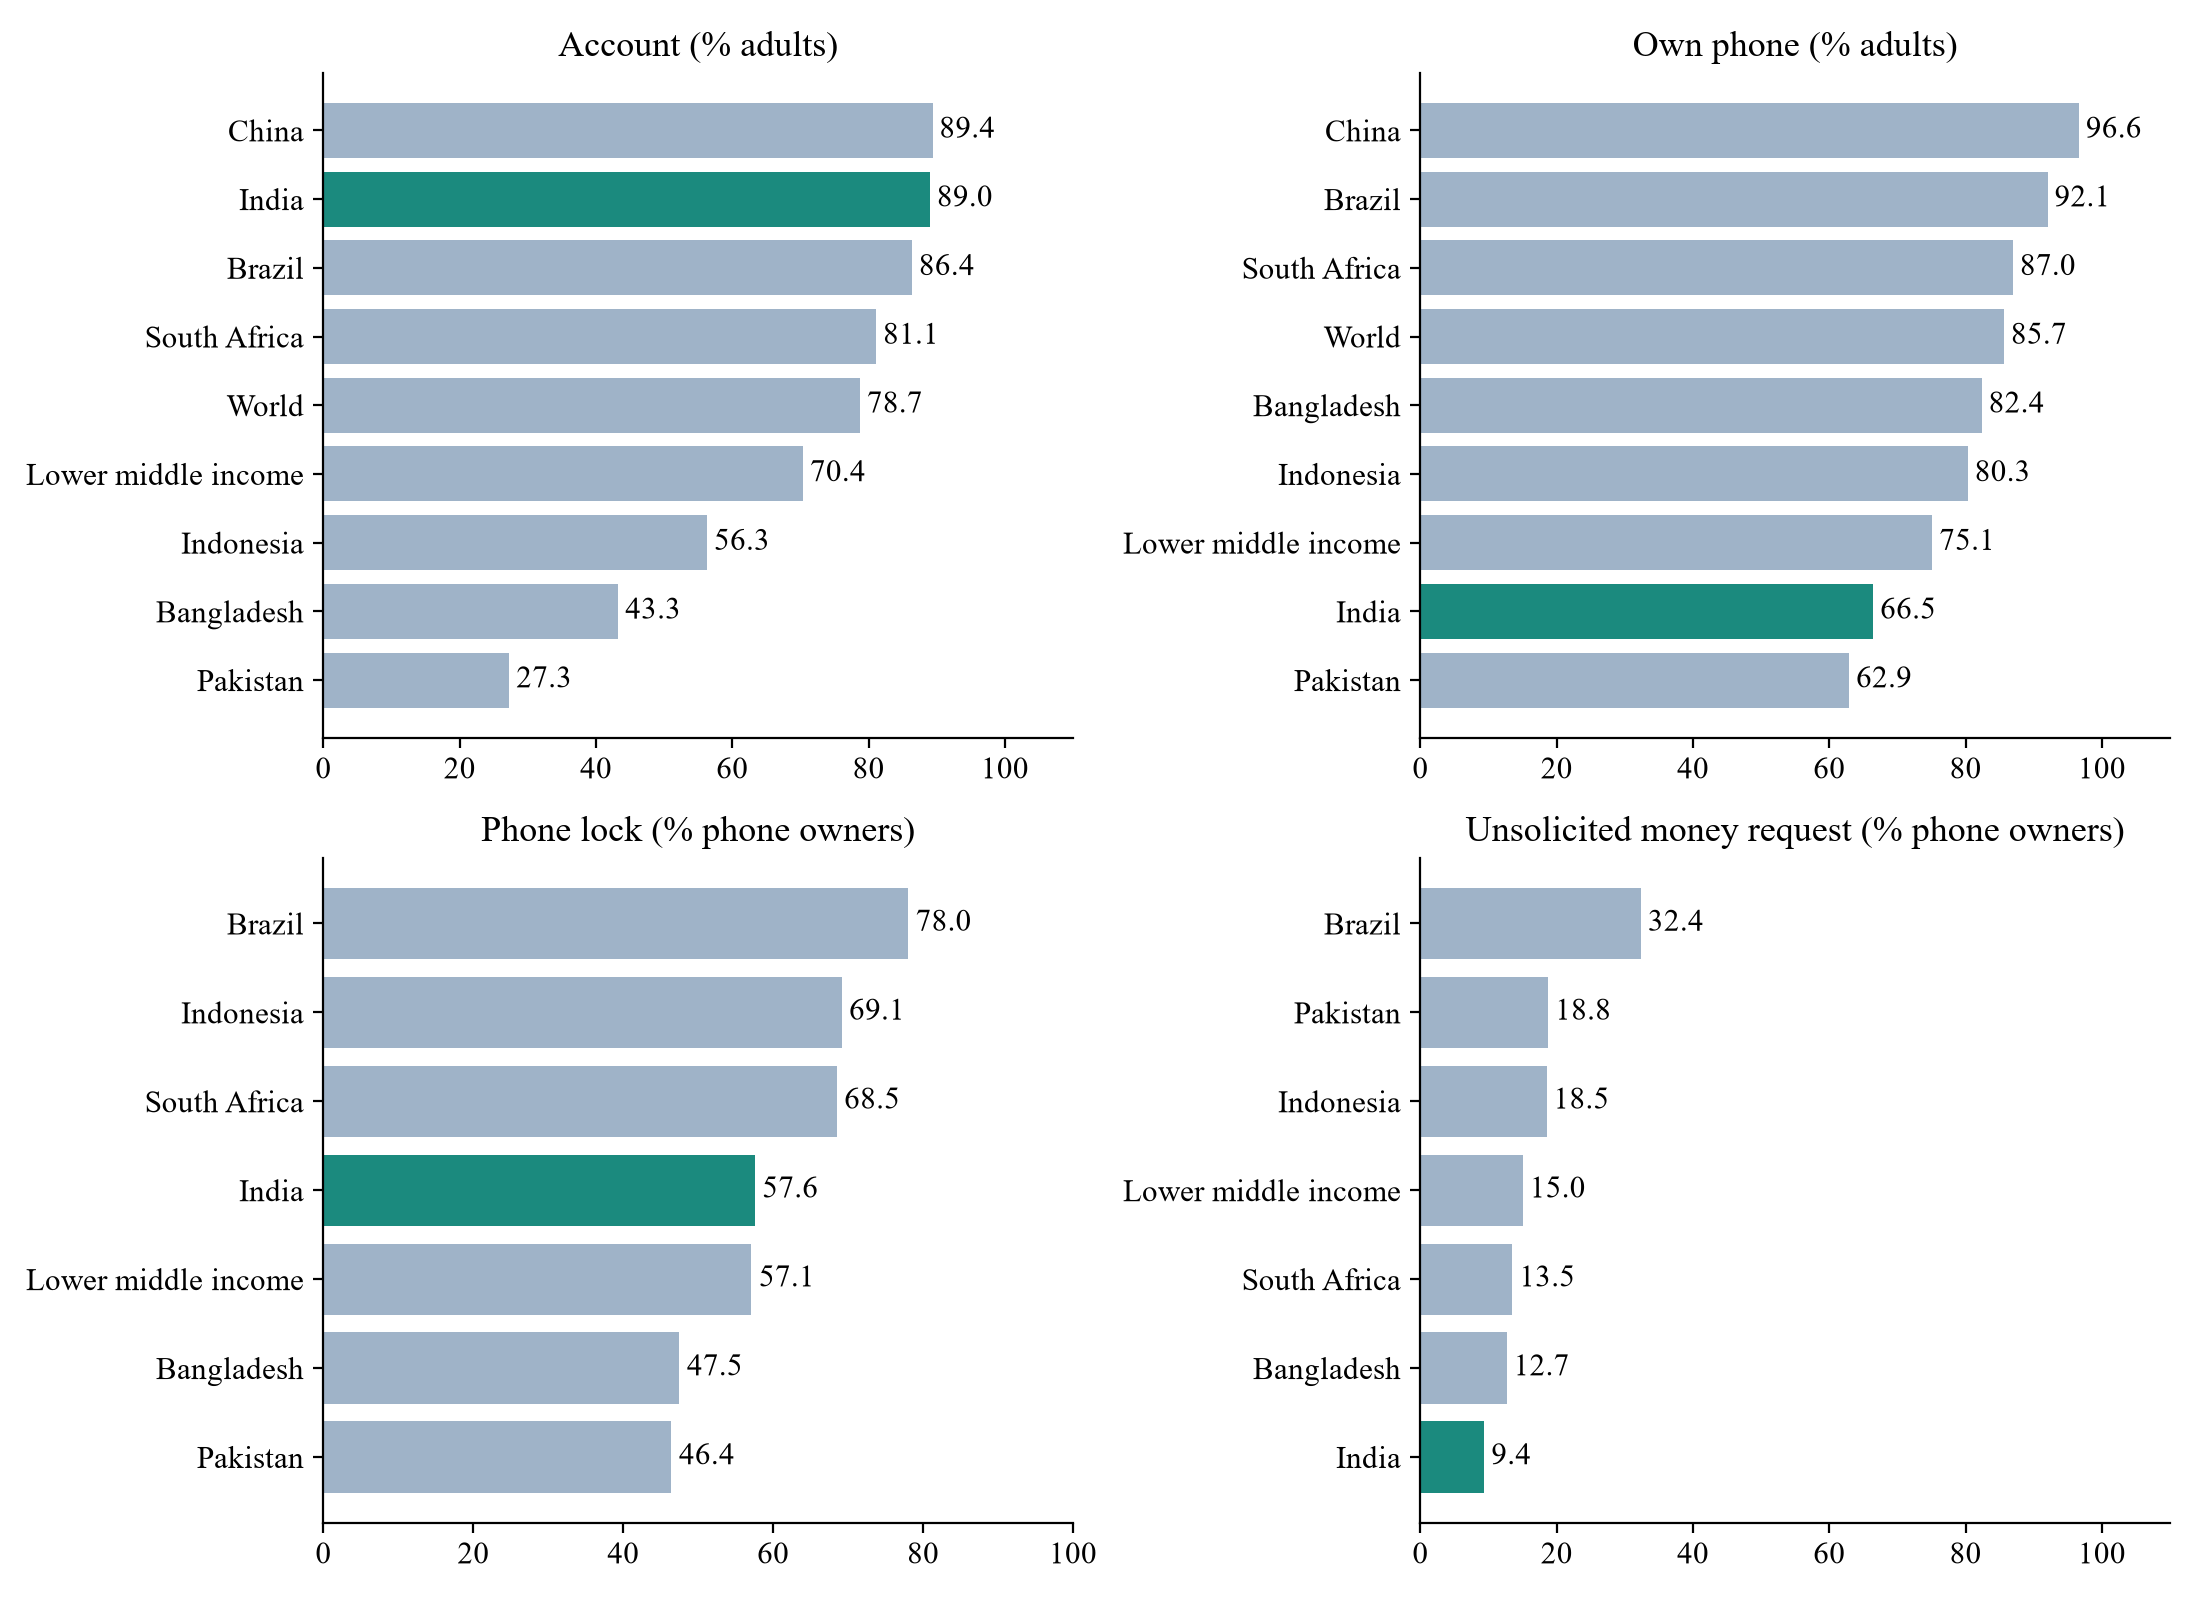 Account (% adults)
China 89.4
India 89.0
Brazil 86.4
South Africa 81.1
World 78.7
Lower middle income 70.4
Indonesia 56.3
Bangladesh 43.3
Pakistan 27.3
0 20 40 60 80 100
Own phone (% adults)
China 96.6
Brazil 92.1
South Africa 87.0
World 85.7
Bangladesh 82.4
Indonesia 80.3
Lower middle income 75.1
India 66.5
Pakistan 62.9
0 20 40 60 80 100
Phone lock (% phone owners)
Brazil 78.0
Indonesia 69.1
South Africa 68.5
India 57.6
Lower middle income 57.1
Bangladesh 47.5
Pakistan 46.4
0 20 40 60 80 100
Unsolicited money request (% phone owners)
Brazil 32.4
Pakistan 18.8
Indonesia 18.5
Lower middle income 15.0
South Africa 13.5
Bangladesh 12.7
India 9.4
0 20 40 60 80 100